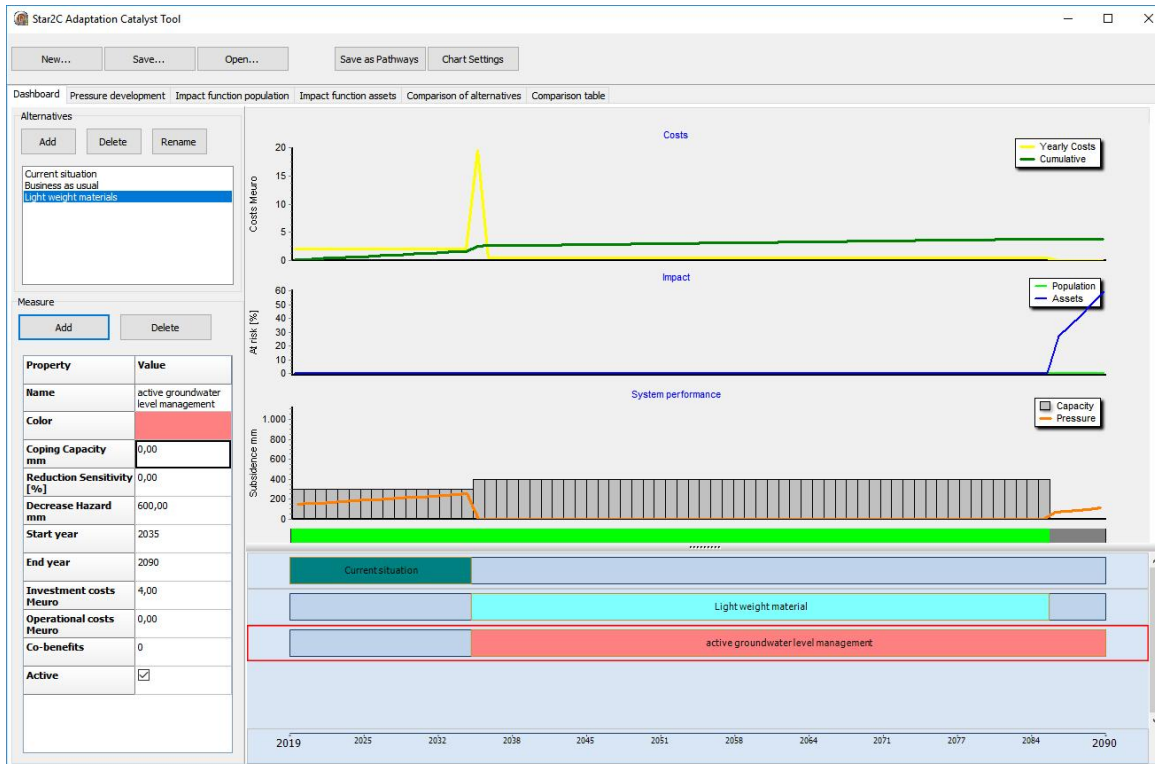 Star2C Adaptation Catalyst Tool
New... Save... Open... Save as Pathways Chart Settings
Dashboard Pressure development Impact function population Impact function assets Comparison of alternatives Comparison table
Alternatives
Add Delete Rename
Current situation
Business as usual
Light weight materials
Measure
Add Delete
Property Value
Name active groundwater
level management
Color
Coping Capacity 0,00
mm
Reduction Sensitivity 0,00
[%]
Decrease Hazard 600,00
mm
Start year 2035
End year 2090
Investment costs 4,00
Meuro
Operational costs 0,00
Meuro
Co-benefits 0
Active
Costs
Costs Meuro
20
15
10
5
0
Yearly Costs
Cumulative
Impact
At risk [%]
60
50
40
30
20
10
0
Population
Assets
System performance
Subsidence mm
1.000
800
600
400
200
0
Capacity
Pressure
Current situation
Light weight material
active groundwater level management
2019 2025 2032 2038 2045 2051 2058 2064 2071 2077 2084 2090